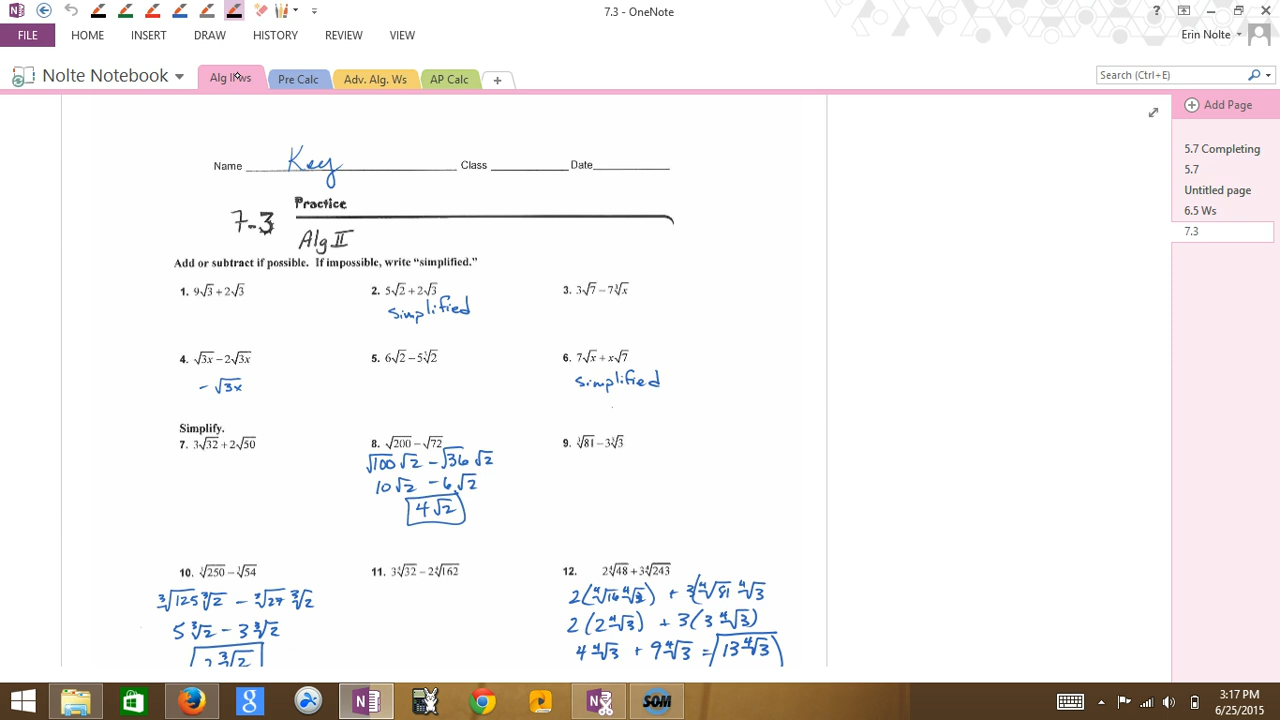 7.3 - OneNote
?
FILE HOME INSERT DRAW HISTORY REVIEW VIEW
Erin Nolte
Nolte Notebook
Pre Calc
Adv. Alg. Ws
AP Calc
+
Search (Ctrl+E)
Add Page
5.7 Completing
5.7
Untitled page
6.5 Ws
7.3
Name Key Class Date
7-3 Practice
Alg II
Add or subtract if possible. If impossible, write “simplified.”
1. 9√3 + 2√3 2. 5√2 + 2√3 3. 3√7 − 7∛x
simplified
4. √3x − 2√3x 5. 6√2 − 5∛2 6. 7√x + x√7
− √3x simplified
Simplify.
7. 3√32 + 2√50 8. √200 − √72 9. ∛81 − 3∛3
√100 √2 − √36 √2
10√2 − 6√2
4√2
10. ∛250 − ∛54 11. 3∜32 − 2∜162 12. 2∜48 + 3∜243
∛125 ∛2 − ∛27 ∛2 2(∜16 ∜3) + 3(∜81 ∜3
5∛2 − 3∛2 2(2∜3) + 3(3∜3)
2∛2 4∜3 + 9∜3 = 13∜3
SOM
3:17 PM
6/25/2015